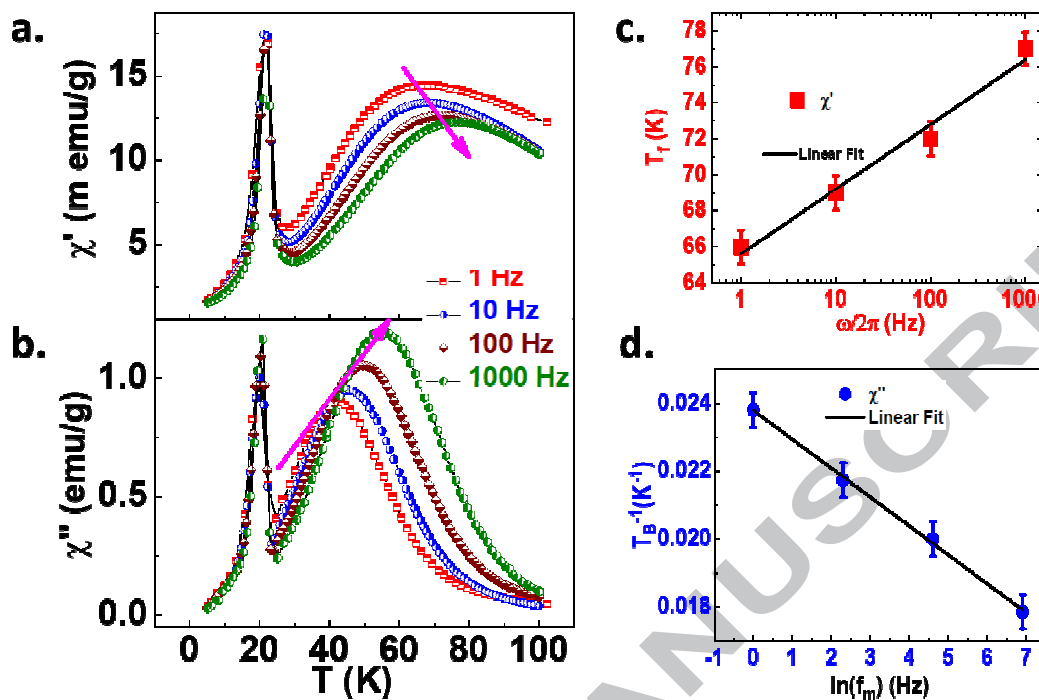 a.
χ' (m emu/g)
15
10
5
1 Hz
10 Hz
100 Hz
1000 Hz
b.
χ''' (emu/g)
1.0
0.5
0.0
0 20 40 60 80 100
T (K)
c.
T_f (K)
78
76
74
72
70
68
66
64
χ'
Linear Fit
1 10 100 1000
ω/2π (Hz)
d.
T_B^-1(K^-1)
0.024
0.022
0.020
0.018
χ''
Linear Fit
-1 0 1 2 3 4 5 6 7
ln(f_m) (Hz)
ANUSCRI